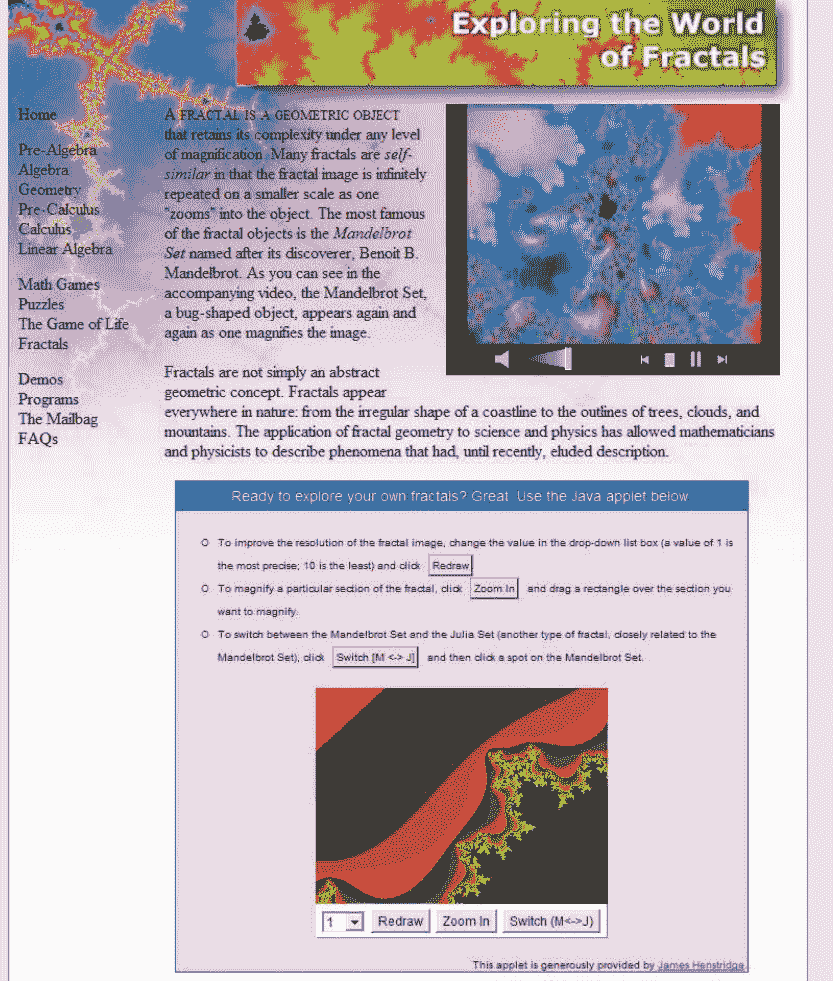 Exploring the World
of Fractals
Home
Pre-Algebra
Algebra
Geometry
Pre-Calculus
Calculus
Linear Algebra
Math Games
Puzzles
The Game of Life
Fractals
Demos
Programs
The Mailbag
FAQs
A FRACTAL IS A GEOMETRIC OBJECT
that retains its complexity under any level
of magnification. Many fractals are self-
similar in that the fractal image is infinitely
repeated on a smaller scale as one
"zooms" into the object. The most famous
of the fractal objects is the Mandelbrot
Set named after its discoverer, Benoit B.
Mandelbrot. As you can see in the
accompanying video, the Mandelbrot Set,
a bug-shaped object, appears again and
again as one magnifies the image.
Fractals are not simply an abstract
geometric concept. Fractals appear
everywhere in nature: from the irregular shape of a coastline to the outlines of trees, clouds, and
mountains. The application of fractal geometry to science and physics has allowed mathematicians
and physicists to describe phenomena that had, until recently, eluded description.
Ready to explore your own fractals? Great. Use the Java applet below
To improve the resolution of the fractal image, change the value in the drop-down list box (a value of 1 is
the most precise; 10 is the least) and click Redraw
To magnify a particular section of the fractal, click Zoom In and drag a rectangle over the section you
want to magnify.
To switch between the Mandelbrot Set and the Julia Set (another type of fractal, closely related to the
Mandelbrot Set), click Switch [M <-> J] and then click a spot on the Mandelbrot Set.
1 Redraw Zoom In Switch (M<->J)
This applet is generously provided by James Henstridge